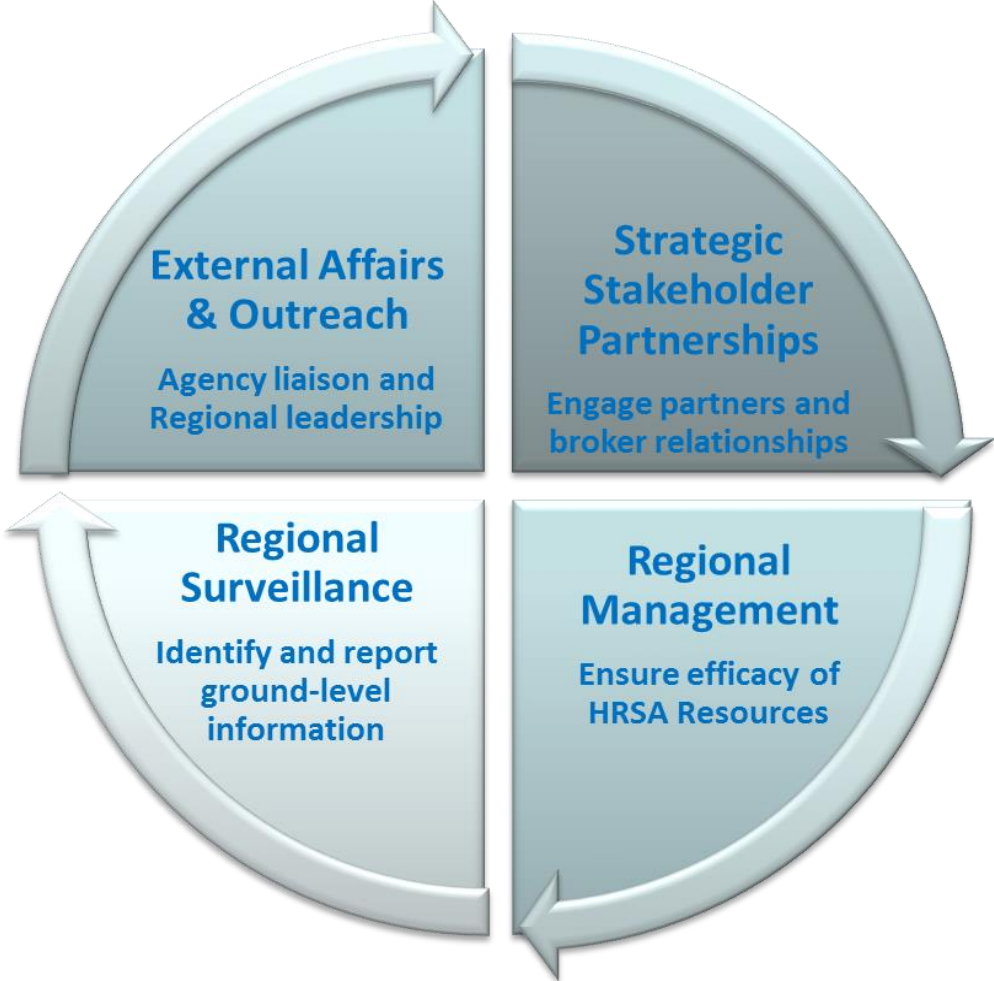 External Affairs
& Outreach
Agency liaison and
Regional leadership
Strategic
Stakeholder
Partnerships
Engage partners and
broker relationships
Regional
Surveillance
Identify and report
ground-level
information
Regional
Management
Ensure efficacy of
HRSA Resources